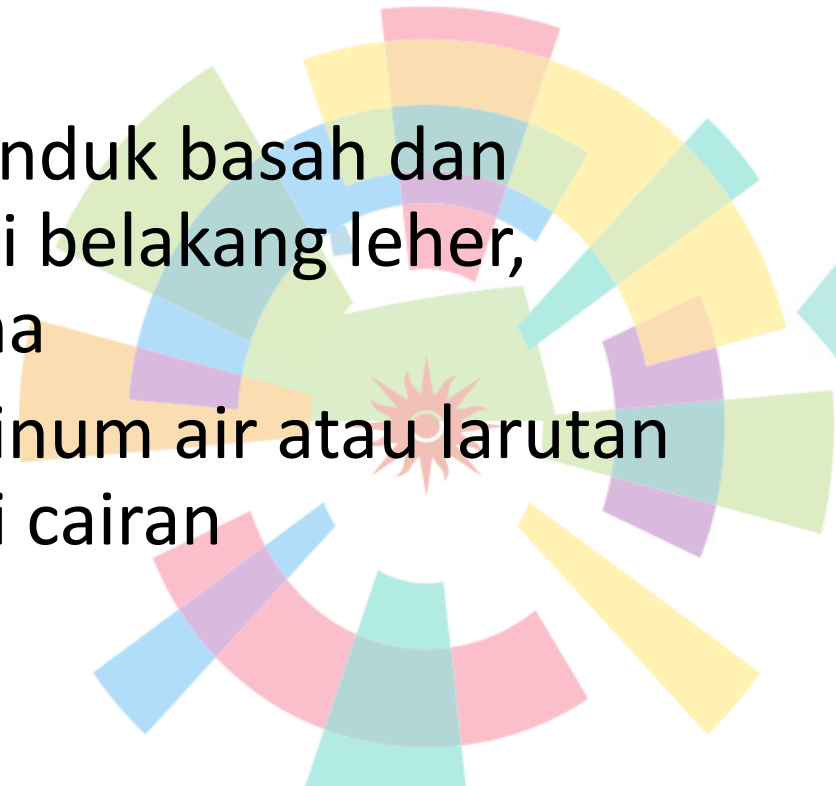 nduk basah dan
i belakang leher,
na
inum air atau larutan
i cairan